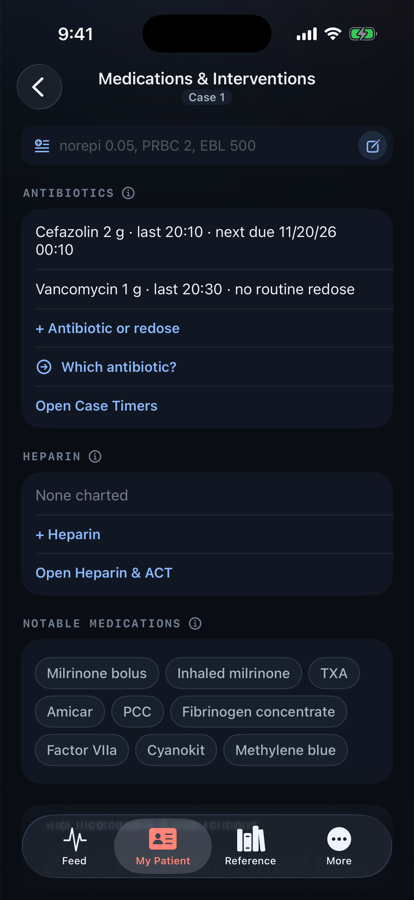 9:41
Medications & Interventions
Case 1
norepi 0.05, PRBC 2, EBL 500
ANTIBIOTICS
Cefazolin 2 g · last 20:10 · next due 11/20/26
00:10
Vancomycin 1 g · last 20:30 · no routine redose
+ Antibiotic or redose
Which antibiotic?
Open Case Timers
HEPARIN
None charted
+ Heparin
Open Heparin & ACT
NOTABLE MEDICATIONS
Milrinone bolus Inhaled milrinone TXA
Amicar PCC Fibrinogen concentrate
Factor VIIa Cyanokit Methylene blue
Feed My Patient Reference More